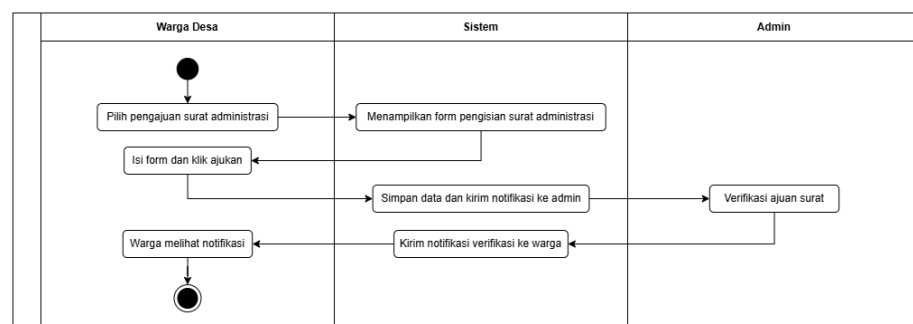 Warga Desa
Sistem
Admin
Pilih pengajuan surat administrasi
Menampilkan form pengisian surat administrasi
Isi form dan klik ajukan
Simpan data dan kirim notifikasi ke admin
Verifikasi ajuan surat
Warga melihat notifikasi
Kirim notifikasi verifikasi ke warga